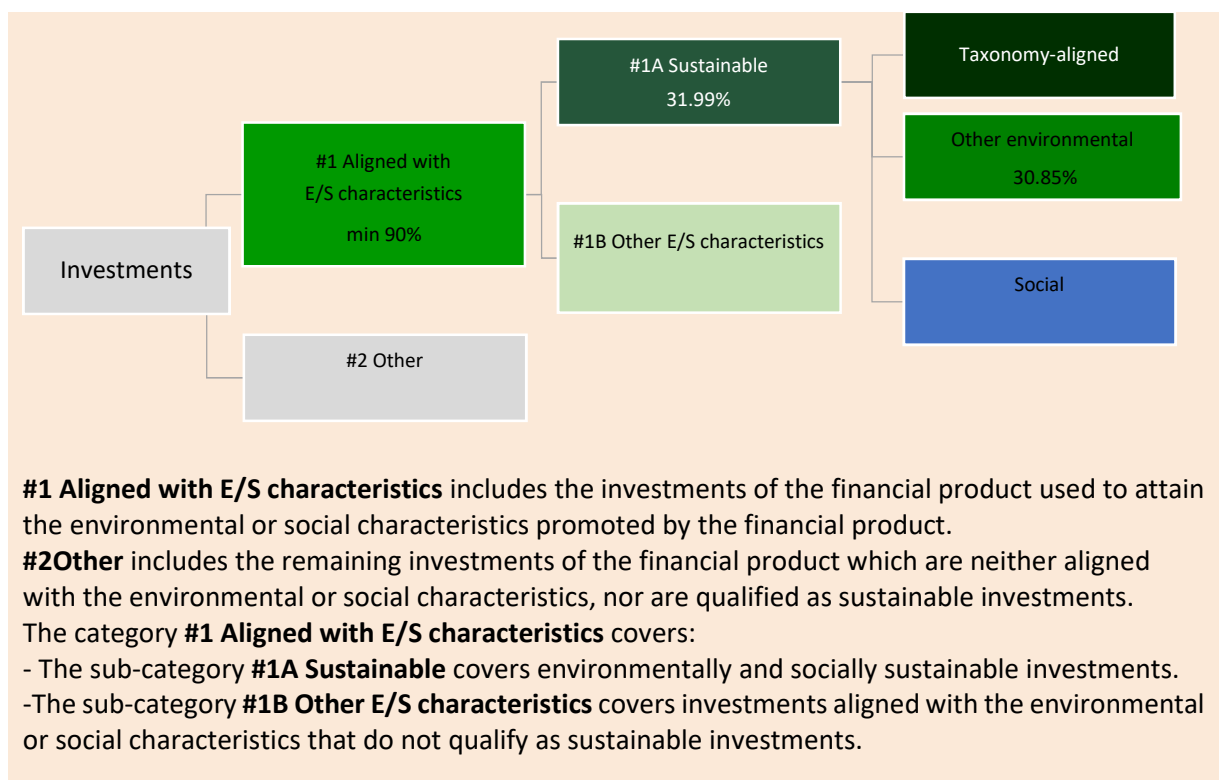 Investments
#1 Aligned with
E/S characteristics
min 90%
#2 Other
#1A Sustainable
31.99%
#1B Other E/S characteristics
Taxonomy-aligned
Other environmental
30.85%
Social
#1 Aligned with E/S characteristics includes the investments of the financial product used to attain
the environmental or social characteristics promoted by the financial product.
#2Other includes the remaining investments of the financial product which are neither aligned
with the environmental or social characteristics, nor are qualified as sustainable investments.
The category #1 Aligned with E/S characteristics covers:
- The sub-category #1A Sustainable covers environmentally and socially sustainable investments.
-The sub-category #1B Other E/S characteristics covers investments aligned with the environmental
or social characteristics that do not qualify as sustainable investments.